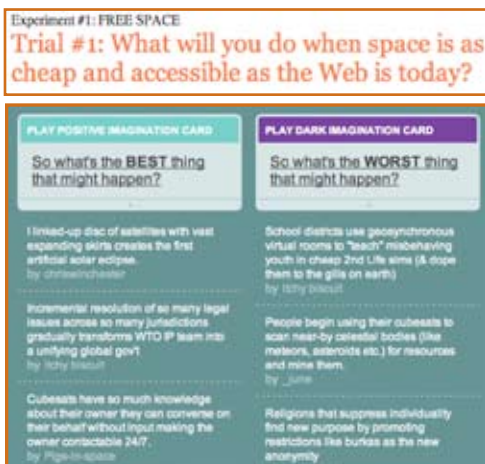 Experiment #1: FREE SPACE
Trial #1: What will you do when space is as
cheap and accessible as the Web is today?
PLAY POSITIVE IMAGINATION CARD
So what's the BEST thing
that might happen?
I linked-up disc of satellites with vast
expanding skirts creates the first
artificial solar eclipse.
by chriswinchester
Incremental resolution of so many legal
issues across so many jurisdictions
gradually transforms WTO IP team into
a unifying global gov't
by Itchy biscuit
Cubesats have so much knowledge
about their owner they can converse on
their behalf without input making the
owner contactable 24/7.
by Pigs-in-space
PLAY DARK IMAGINATION CARD
So what's the WORST thing
that might happen?
School districts use geosynchronous
virtual rooms to "teach" misbehaving
youth in cheap 2nd Life sims (& dope
them to the gills on earth)
by Itchy biscuit
People begin using their cubesats to
scan near-by celestial bodies (like
meteors, asteroids etc.) for resources
and mine them.
by _june
Religions that suppress individuality
find new purpose by promoting
restrictions like burkas as the new
anonymity